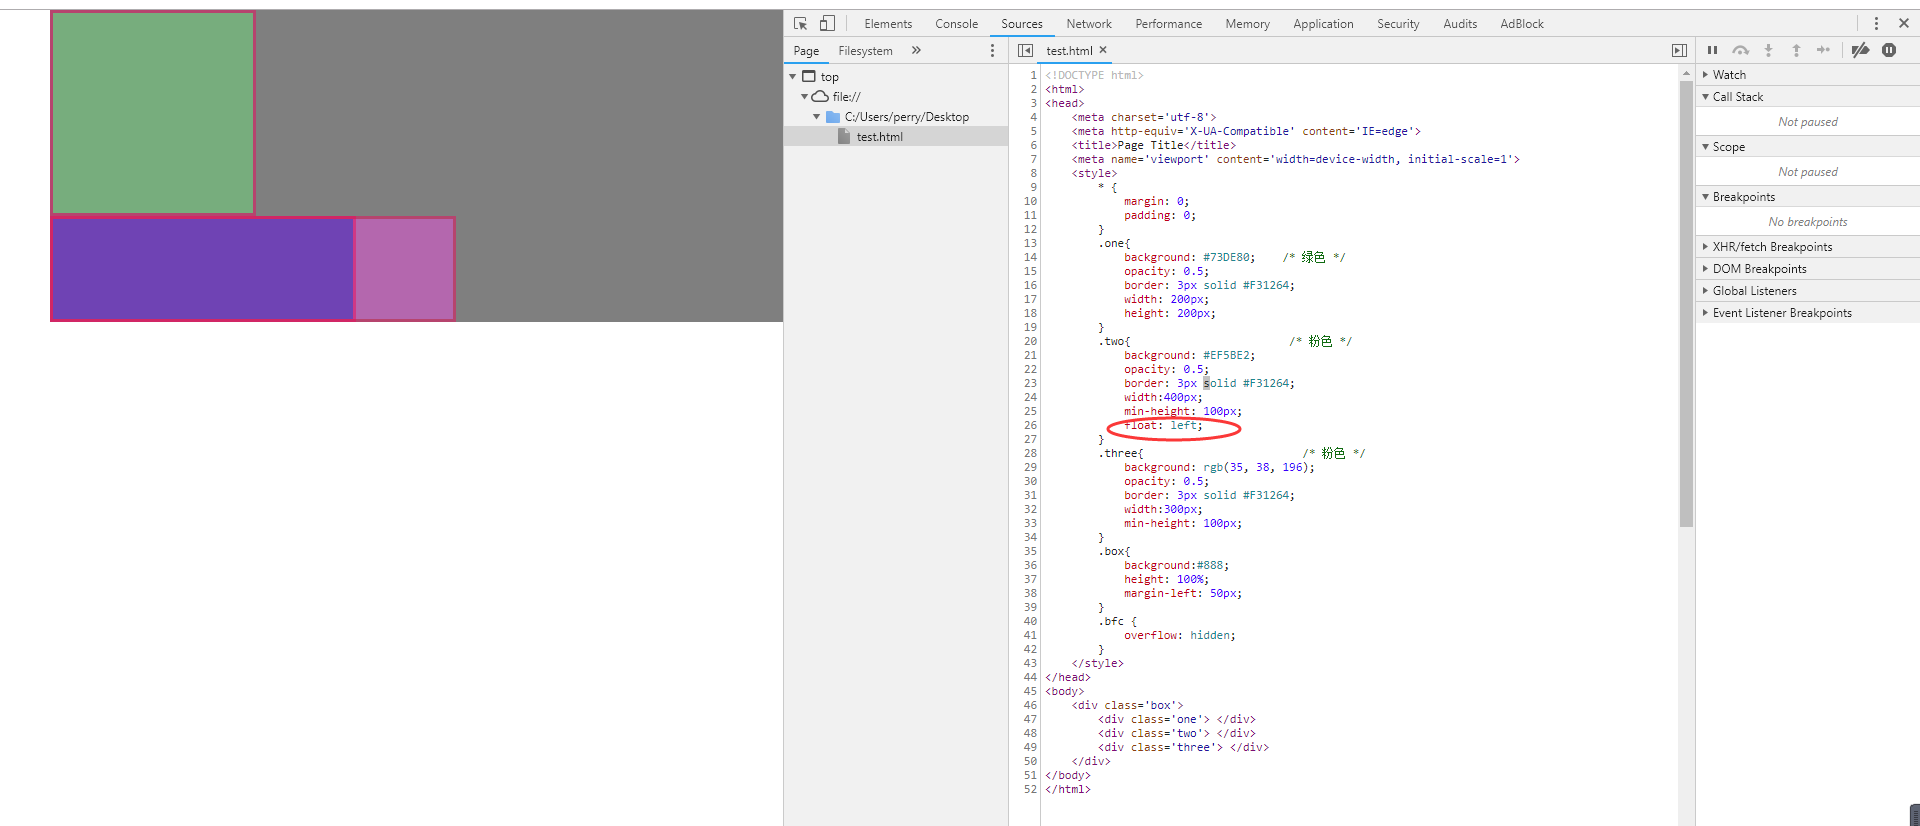 Elements Console Sources Network Performance Memory Application Security Audits AdBlock
Page Filesystem »
test.html ×
top
file://
C:/Users/perry/Desktop
test.html
1 <!DOCTYPE html>
2 <html>
3 <head>
4 <meta charset='utf-8'>
5 <meta http-equiv='X-UA-Compatible' content='IE=edge'>
6 <title>Page Title</title>
7 <meta name='viewport' content='width=device-width, initial-scale=1'>
8 <style>
9 * {
10 margin: 0;
11 padding: 0;
12 }
13 .one{
14 background: #73DE80; /* 绿色 */
15 opacity: 0.5;
16 border: 3px solid #F31264;
17 width: 200px;
18 height: 200px;
19 }
20 .two{ /* 粉色 */
21 background: #EF5BE2;
22 opacity: 0.5;
23 border: 3px solid #F31264;
24 width:400px;
25 min-height: 100px;
26 float: left;
27 }
28 .three{ /* 粉色 */
29 background: rgb(35, 38, 196);
30 opacity: 0.5;
31 border: 3px solid #F31264;
32 width:300px;
33 min-height: 100px;
34 }
35 .box{
36 background:#888;
37 height: 100%;
38 margin-left: 50px;
39 }
40 .bfc {
41 overflow: hidden;
42 }
43 </style>
44 </head>
45 <body>
46 <div class='box'>
47 <div class='one'> </div>
48 <div class='two'> </div>
49 <div class='three'> </div>
50 </div>
51 </body>
52 </html>
Watch
Call Stack
Not paused
Scope
Not paused
Breakpoints
No breakpoints
XHR/fetch Breakpoints
DOM Breakpoints
Global Listeners
Event Listener Breakpoints